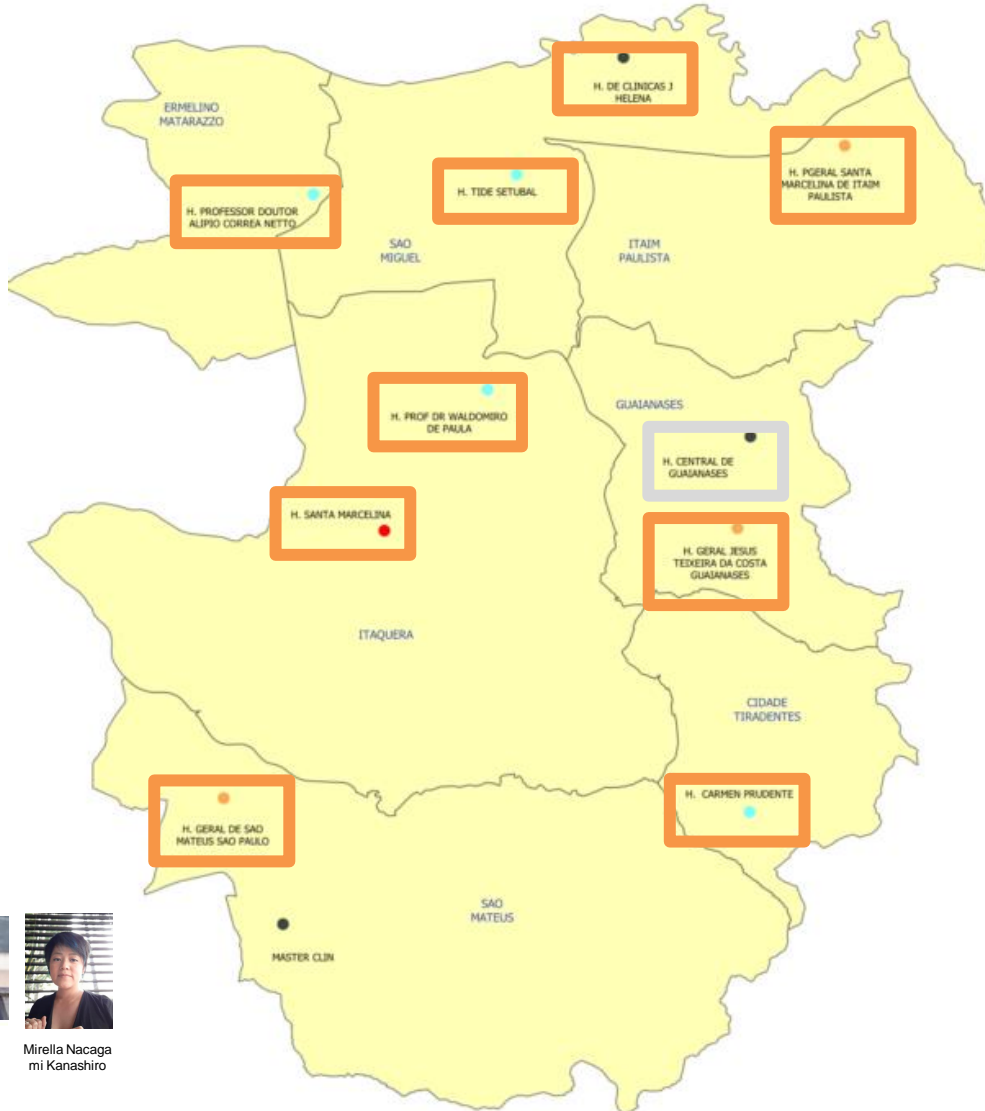 H. DE CLINICAS J
HELENA
ERMELINO
MATARAZZO
H. PGERAL SANTA
MARCELINA DE ITAIM
PAULISTA
H. TIDE SETUBAL
H. PROFESSOR DOUTOR
ALIPIO CORREA NETTO
SAO
MIGUEL
ITAIM
PAULISTA
GUAIANASES
H. PROF DR WALDOMIRO
DE PAULA
H. CENTRAL DE
GUAIANASES
H. SANTA MARCELINA
H. GERAL JESUS
TEIXEIRA DA COSTA
GUAIANASES
ITAQUERA
CIDADE
TIRADENTES
H. CARMEN PRUDENTE
H. GERAL DE SAO
MATEUS SAO PAULO
SAO
MATEUS
MASTER CLIN
Mirella Nacaga
mi Kanashiro